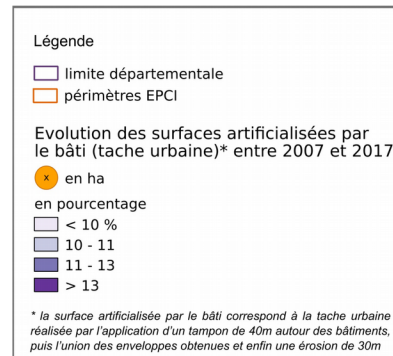 Légende
limite départementale
périmètres EPCI
Evolution des surfaces artificialisées par
le bâti (tache urbaine)* entre 2007 et 2017
x en ha
en pourcentage
< 10 %
10 - 11
11 - 13
> 13
* la surface artificialisée par le bâti correspond à la tache urbaine
réalisée par l'application d'un tampon de 40m autour des bâtiments,
puis l'union des enveloppes obtenues et enfin une érosion de 30m